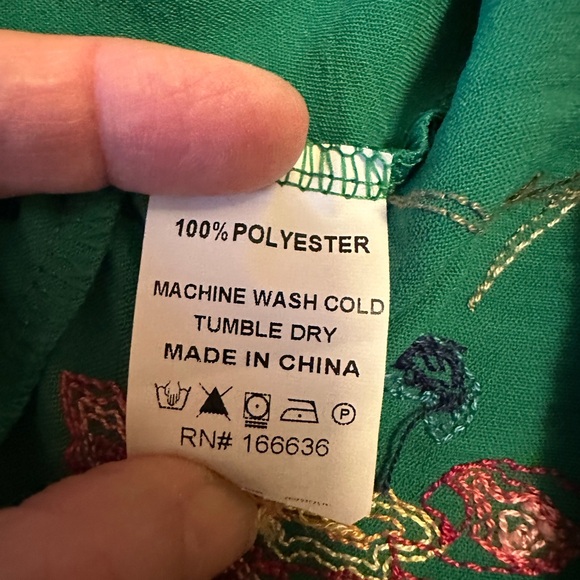 100% POLYESTER
MACHINE WASH COLD
TUMBLE DRY
MADE IN CHINA
P
RN# 166636